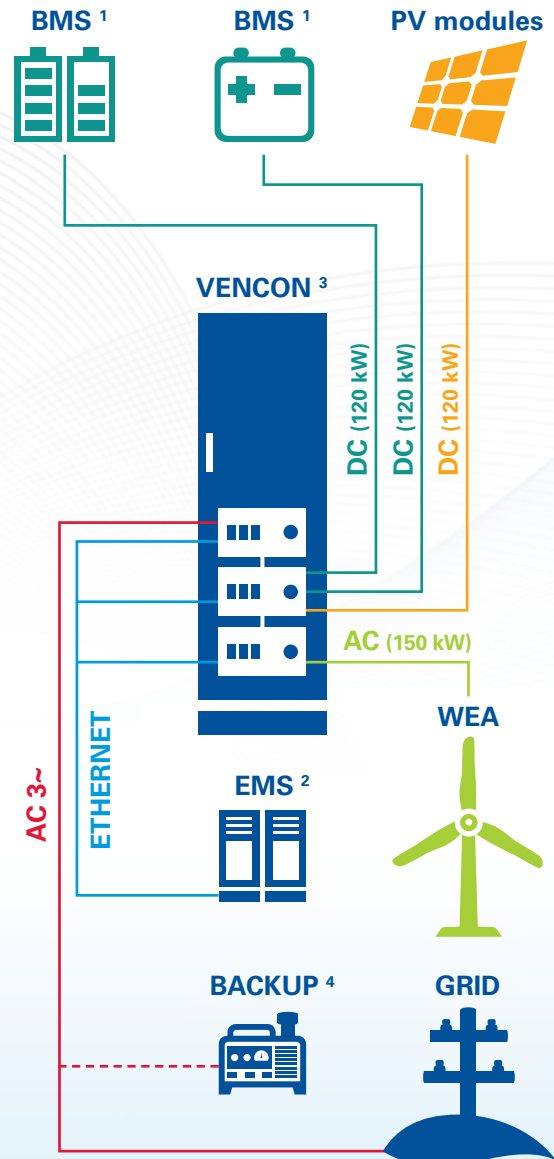 BMS ¹
BMS ¹
PV modules
VENCON ³
DC (120 kW)
DC (120 kW)
DC (120 kW)
AC (150 kW)
WEA
AC 3~
ETHERNET
EMS ²
BACKUP ⁴
GRID